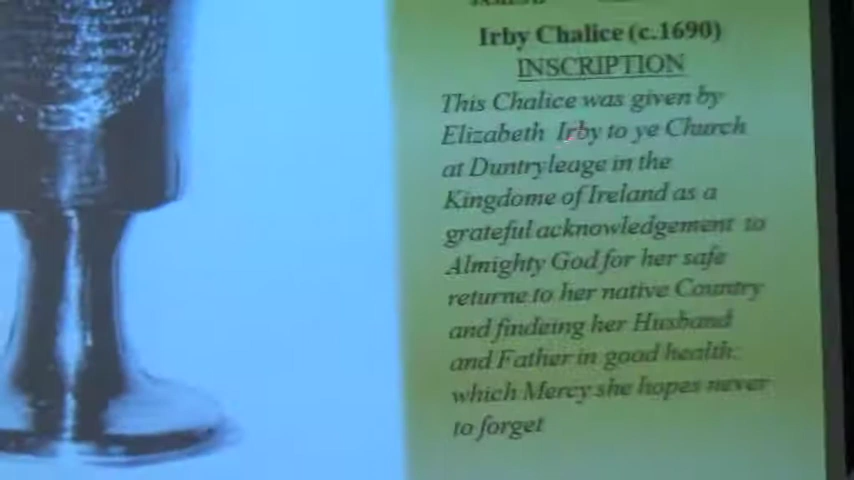 Irby Chalice (c.1690)
INSCRIPTION
This Chalice was given by
Elizabeth Irby to ye Church
at Duntryleage in the
Kingdome of Ireland as a
grateful acknowledgement to
Almighty God for her safe
returne to her native Country
and findeing her Husband
and Father in good health
which Mercy she hopes never
to forget